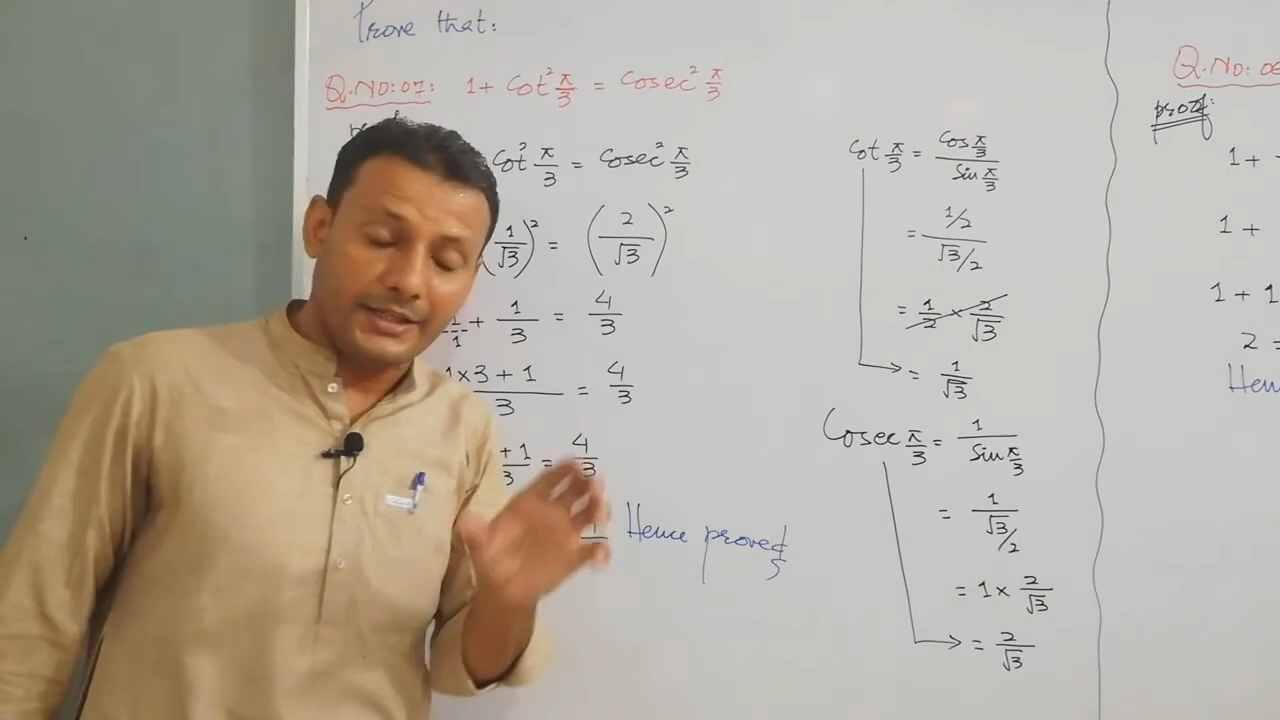 Prove that:
Q.NO:07: 1 + Cot² π/3 = Cosec² π/3
Cot² π/3 = Cosec² π/3
(1/√3)² = (2/√3)²
1/1 + 1/3 = 4/3
1×3+1/3 = 4/3
+1/3 = 4/3
Hence proved
Cot π/3 = Cos π/3 / Sin π/3
= 1/2 / √3/2
= 1/2 × 2/√3
= 1/√3
Cosec π/3 = 1 / Sin π/3
= 1 / √3/2
= 1 × 2/√3
= 2/√3
Q.NO:
proof:
1 +
1 +
1 + 1
2 =